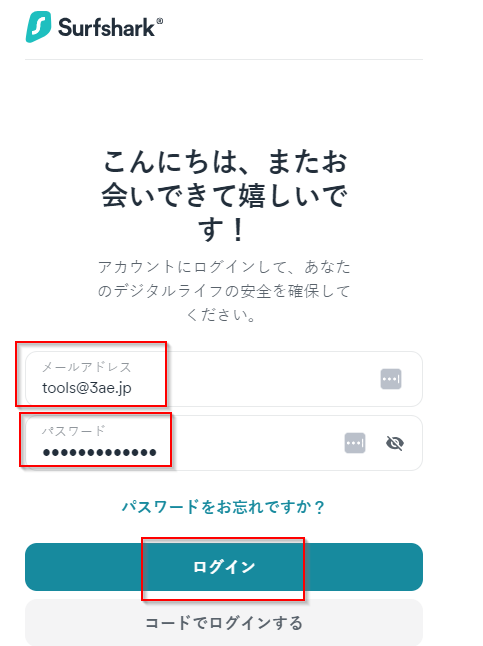 Surfshark®
こんにちは、またお
会いできて嬉しいで
す！
アカウントにログインして、あなた
のデジタルライフの安全を確保して
ください。
メールアドレス
tools@3ae.jp
パスワード
•••••••••••••
パスワードをお忘れですか？
ログイン
コードでログインする